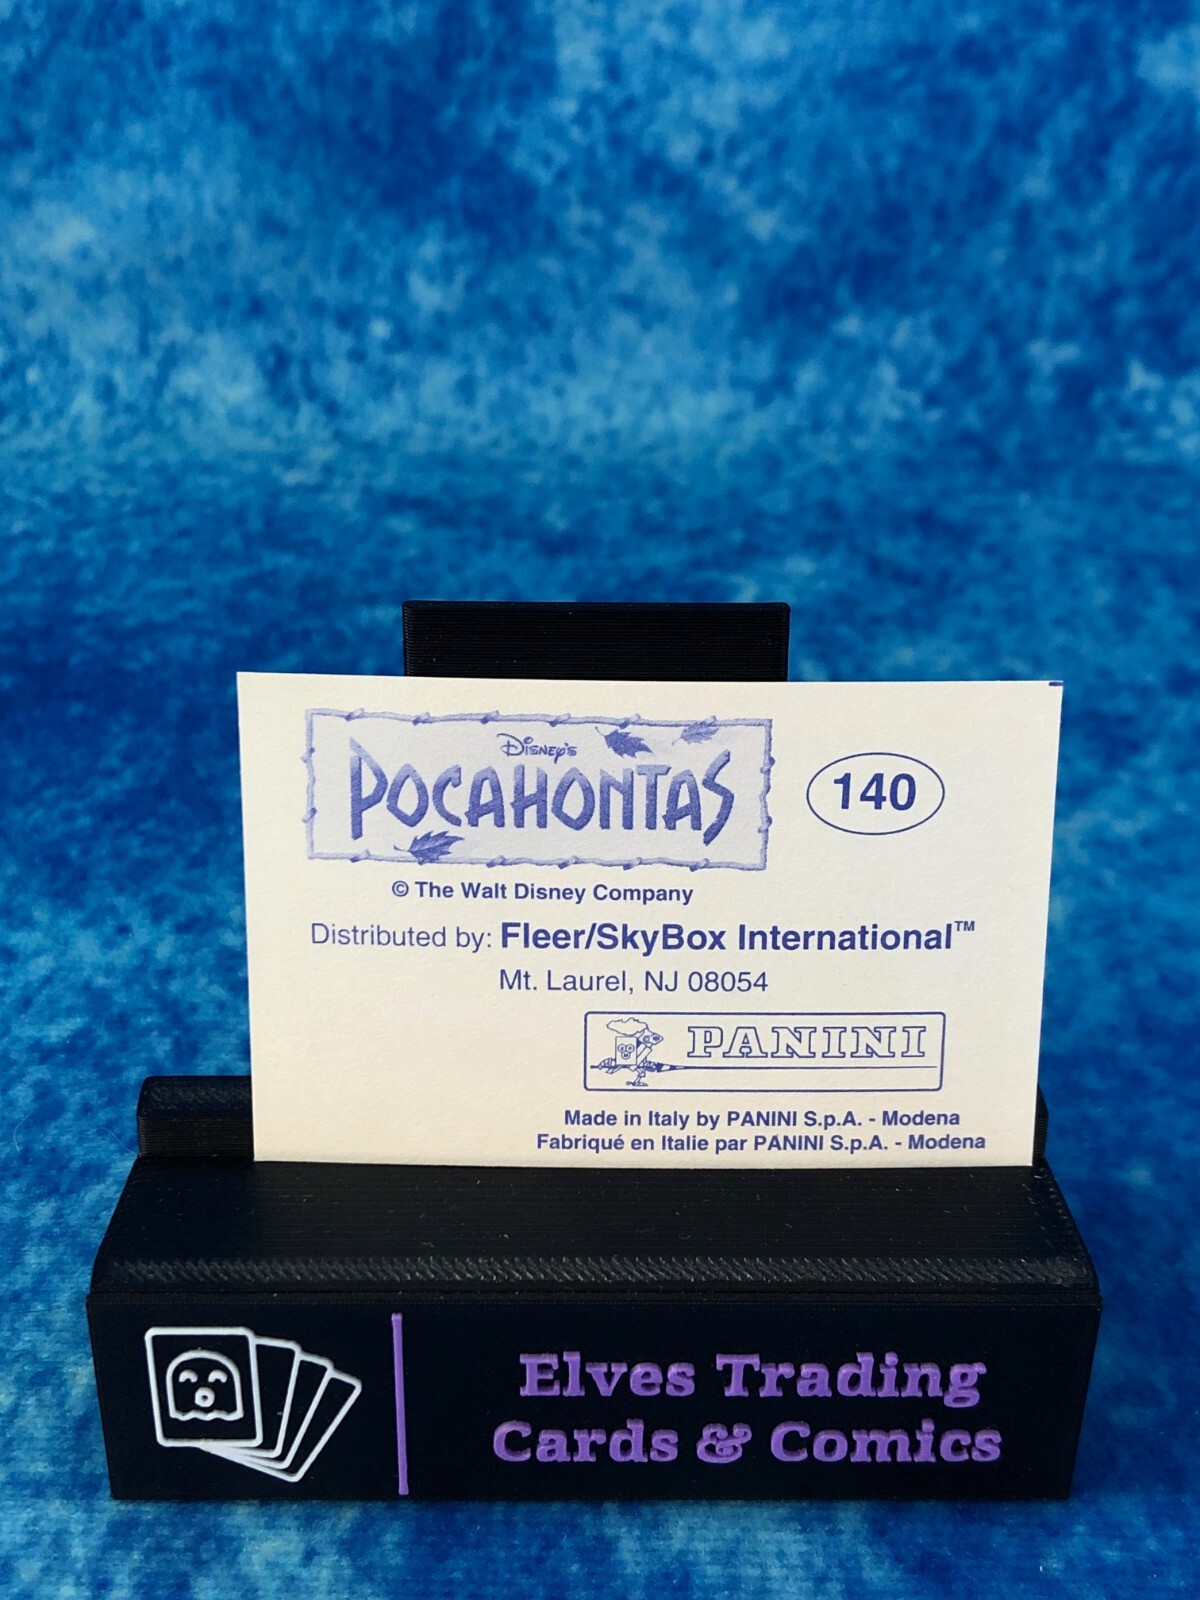 Disney's
POCAHONTAS
140
© The Walt Disney Company
Distributed by: Fleer/SkyBox International™
Mt. Laurel, NJ 08054
PANINI
Made in Italy by PANINI S.p.A. - Modena
Fabriqué en Italie par PANINI S.p.A. - Modena
Elves Trading
Cards & Comics